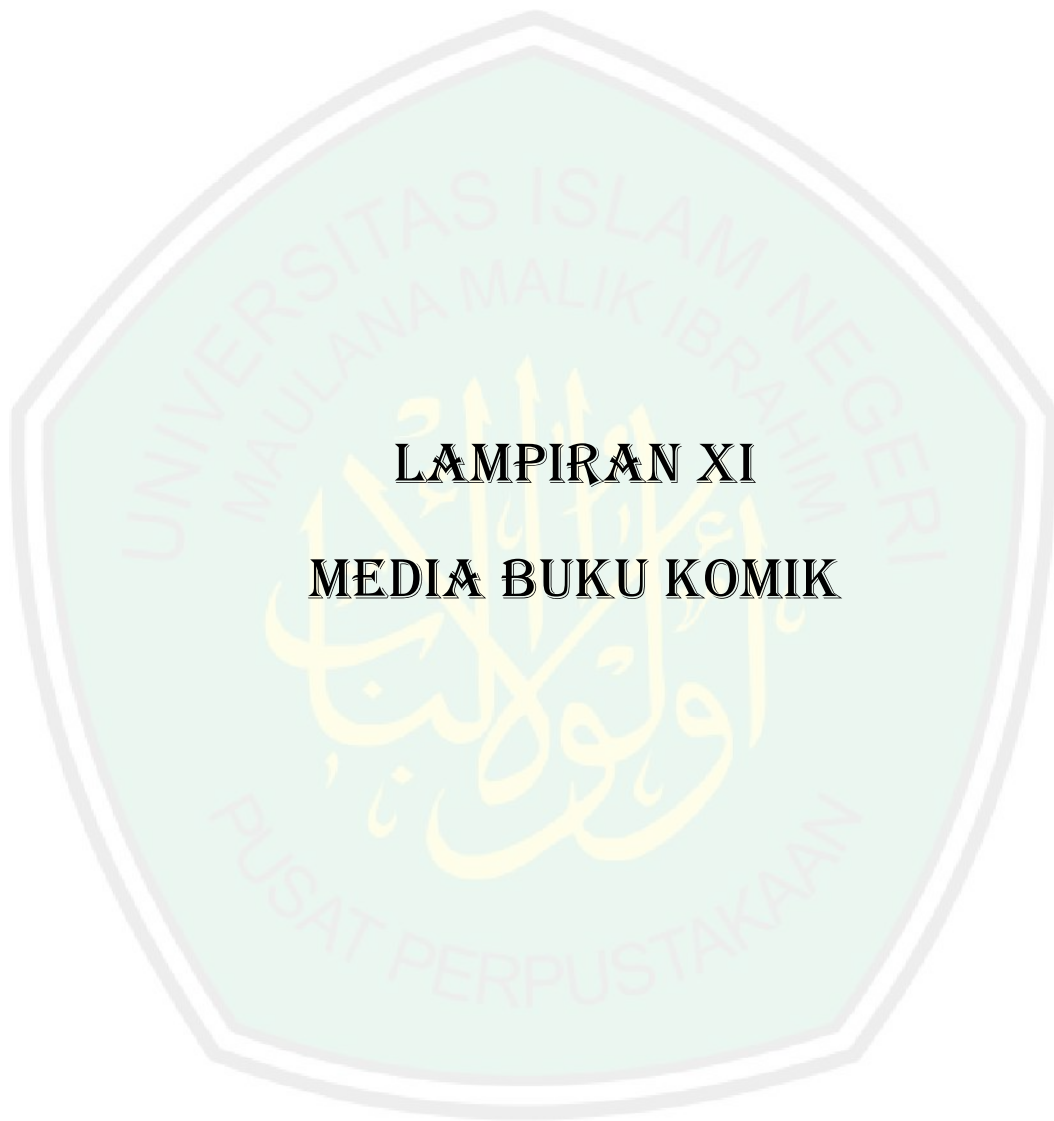 UNIVERSITAS ISLAM NEGERI
MAULANA MALIK IBRAHIM
LAMPIRAN XI
MEDIA BUKU KOMIK
PUSAT PERPUSTAKAAN